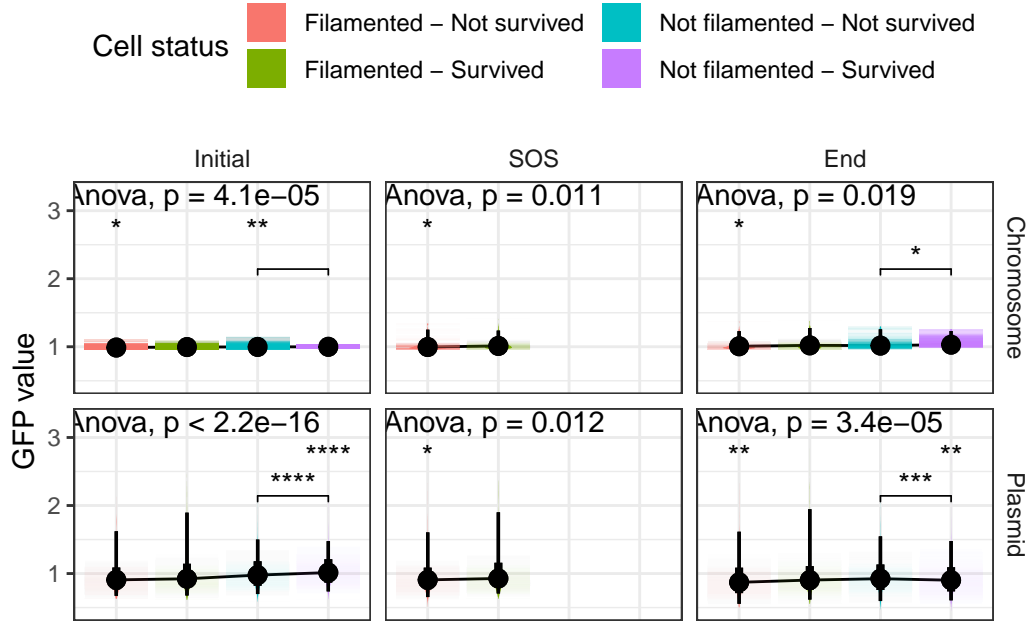 Cell status
Filamented − Not survived
Not filamented − Not survived
Filamented − Survived
Not filamented − Survived
Initial
SOS
End
Anova, p = 4.1e−05
Anova, p = 0.011
Anova, p = 0.019
* ** * * *
3
2
1
Chromosome
GFP value
Anova, p < 2.2e−16
Anova, p = 0.012
Anova, p = 3.4e−05
**** * ** **
**** ***
3
2
1
Plasmid